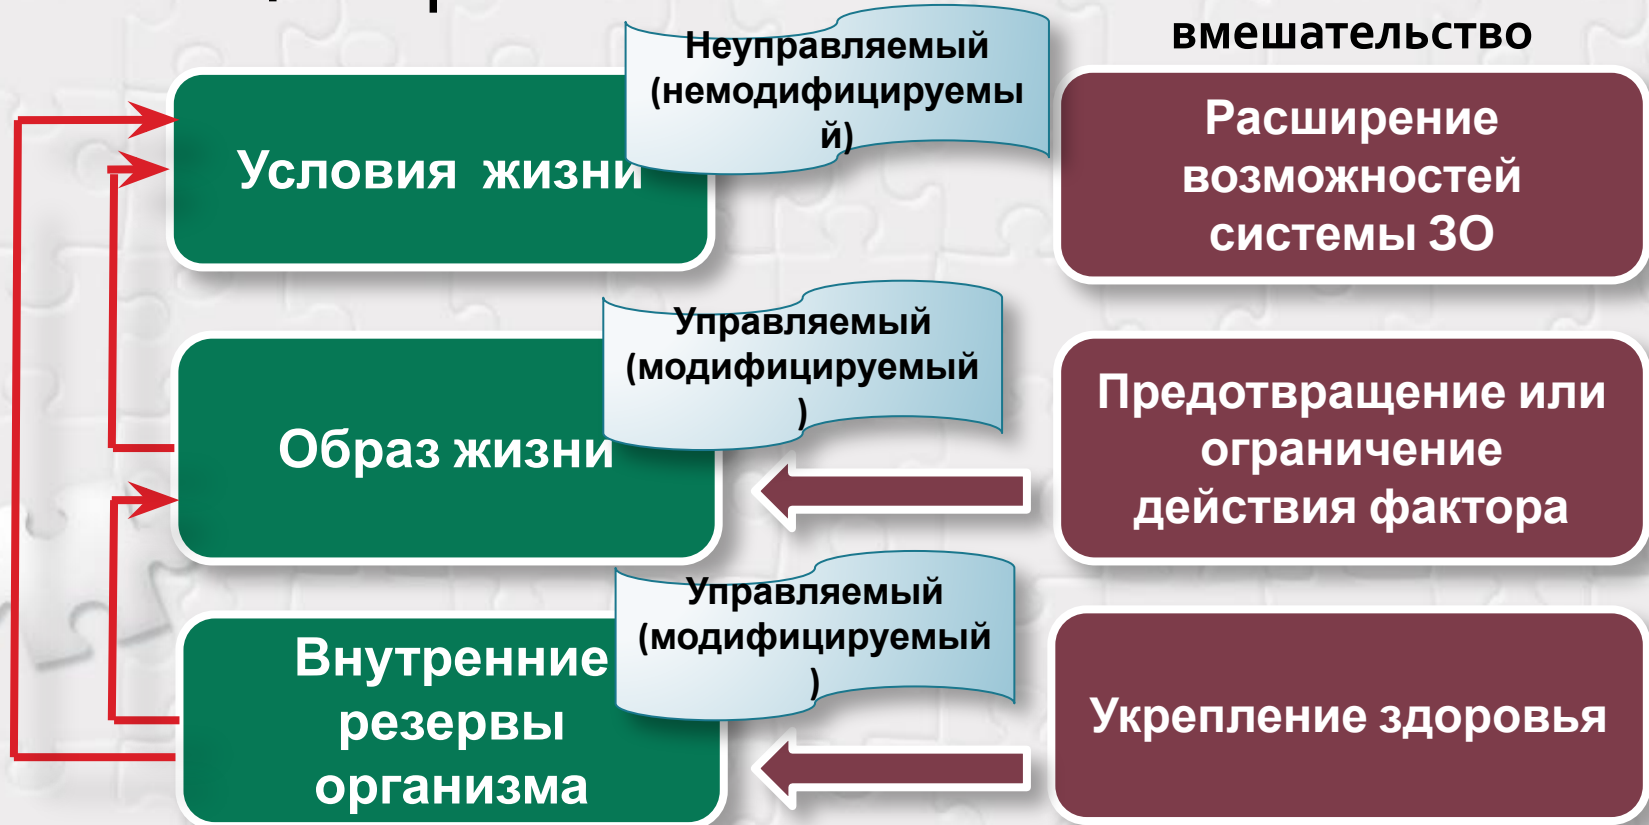 вмешательство
Неуправляемый
(немодифицируемы
й)
Условия жизни
Расширение
возможностей
системы ЗО
Управляемый
(модифицируемый
)
Образ жизни
Предотвращение или
ограничение
действия фактора
Управляемый
(модифицируемый
)
Внутренние
резервы
организма
Укрепление здоровья